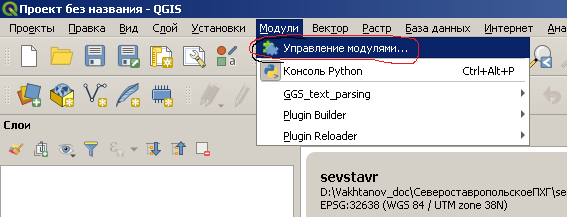 Проект без названия - QGIS
Проекты Правка Вид Слой Установки Модули Вектор Растр База данных Интернет Ан
Управление модулями...
Консоль Python Ctrl+Alt+P
GGS_text_parsing
Plugin Builder
Plugin Reloader
Слои
sevstavr
D:\Vakhtanov_doc\СевероставропольскоеПХГ\se
EPSG:32638 (WGS 84 / UTM zone 38N)